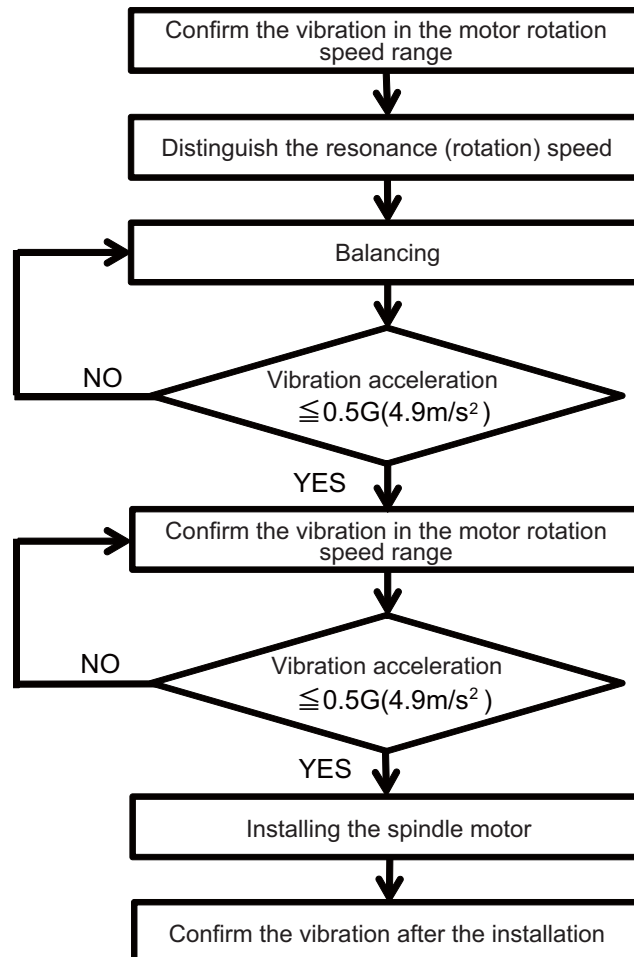 Confirm the vibration in the motor rotation
speed range
Distinguish the resonance (rotation) speed
Balancing
NO
Vibration acceleration
≦0.5G(4.9m/s²)
YES
Confirm the vibration in the motor rotation
speed range
NO
Vibration acceleration
≦0.5G(4.9m/s²)
YES
Installing the spindle motor
Confirm the vibration after the installation